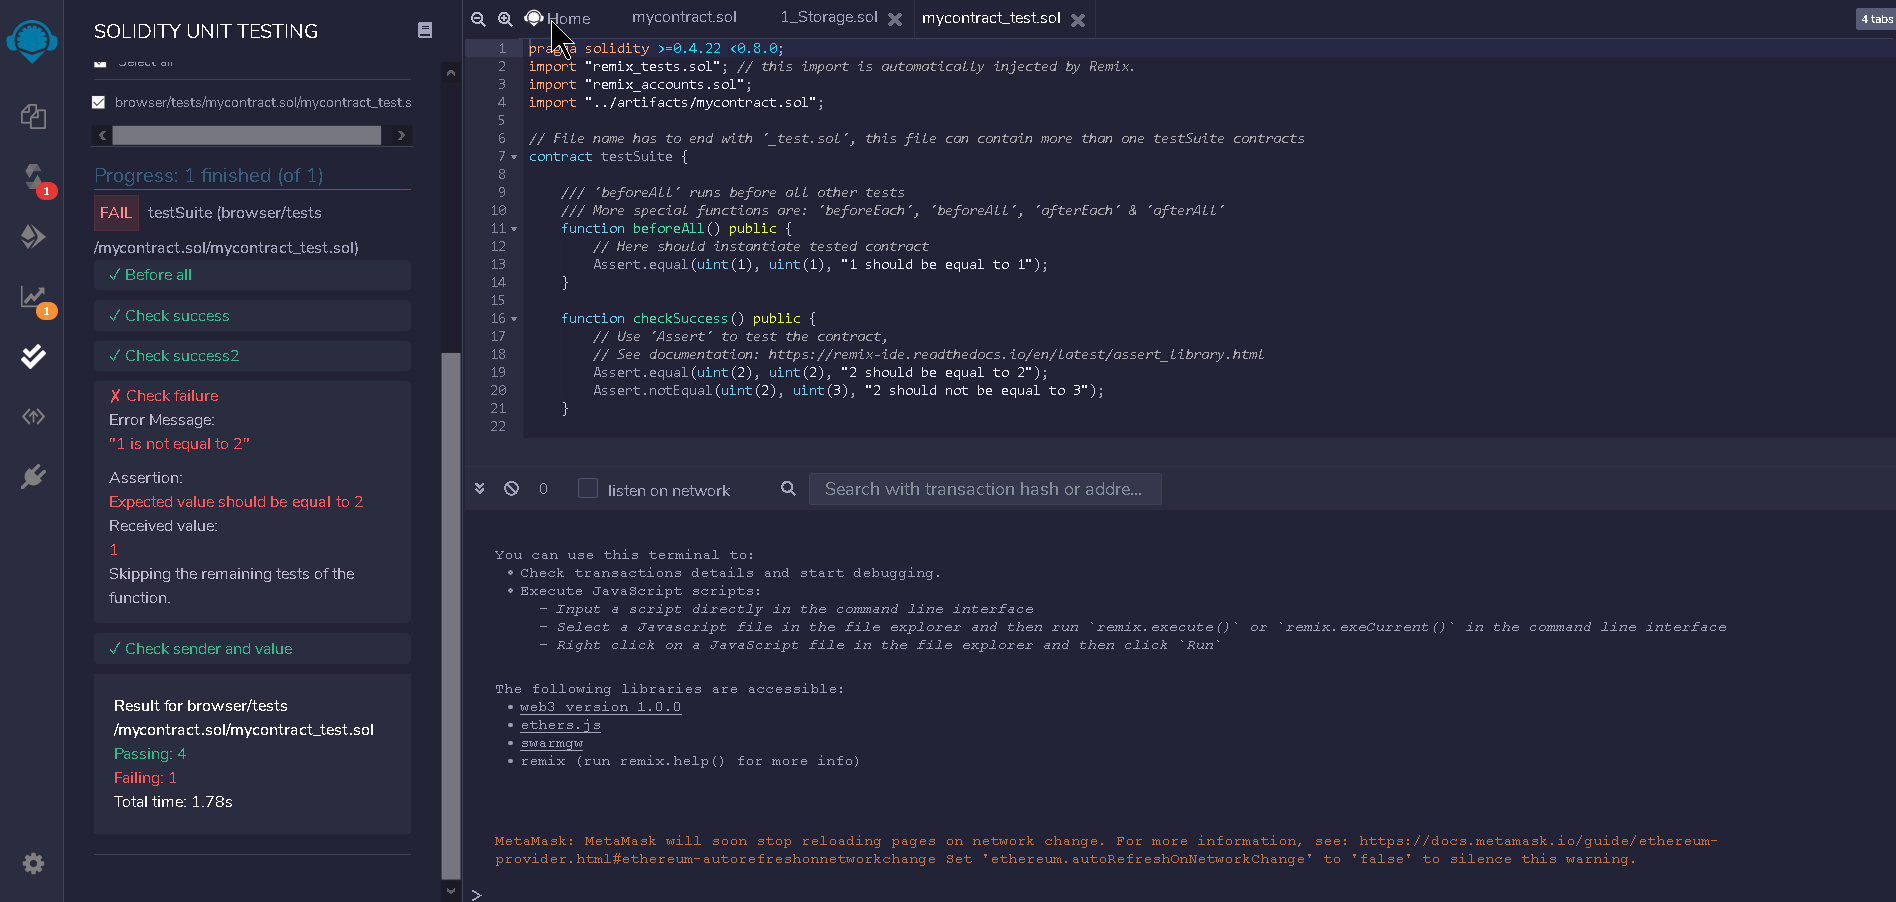 SOLIDITY UNIT TESTING
Select all
browser/tests/mycontract.sol/mycontract_test.s
Progress: 1 finished (of 1)
FAIL testSuite (browser/tests
/mycontract.sol/mycontract_test.sol)
✓ Before all
✓ Check success
✓ Check success2
✗ Check failure
Error Message:
"1 is not equal to 2"
Assertion:
Expected value should be equal to 2
Received value:
1
Skipping the remaining tests of the
function.
✓ Check sender and value
Result for browser/tests
/mycontract.sol/mycontract_test.sol
Passing: 4
Failing: 1
Total time: 1.78s
1
1
Home mycontract.sol 1_Storage.sol mycontract_test.sol 4 tabs
1 pragma solidity >=0.4.22 <0.8.0;
2 import "remix_tests.sol"; // this import is automatically injected by Remix.
3 import "remix_accounts.sol";
4 import "../artifacts/mycontract.sol";
5
6 // File name has to end with '_test.sol', this file can contain more than one testSuite contracts
7 contract testSuite {
8
9 /// 'beforeAll' runs before all other tests
10 /// More special functions are: 'beforeEach', 'beforeAll', 'afterEach' & 'afterAll'
11 function beforeAll() public {
12 // Here should instantiate tested contract
13 Assert.equal(uint(1), uint(1), "1 should be equal to 1");
14 }
15
16 function checkSuccess() public {
17 // Use 'Assert' to test the contract,
18 // See documentation: https://remix-ide.readthedocs.io/en/latest/assert_library.html
19 Assert.equal(uint(2), uint(2), "2 should be equal to 2");
20 Assert.notEqual(uint(2), uint(3), "2 should not be equal to 3");
21 }
22
0 listen on network Search with transaction hash or addre...
You can use this terminal to:
• Check transactions details and start debugging.
• Execute JavaScript scripts:
– Input a script directly in the command line interface
– Select a Javascript file in the file explorer and then run `remix.execute()` or `remix.exeCurrent()` in the command line interface
– Right click on a JavaScript file in the file explorer and then click `Run`
The following libraries are accessible:
• web3 version 1.0.0
• ethers.js
• swarmgw
• remix (run remix.help() for more info)
MetaMask: MetaMask will soon stop reloading pages on network change. For more information, see: https://docs.metamask.io/guide/ethereum-
provider.html#ethereum-autorefreshonnetworkchange Set 'ethereum.autoRefreshOnNetworkChange' to 'false' to silence this warning.
>